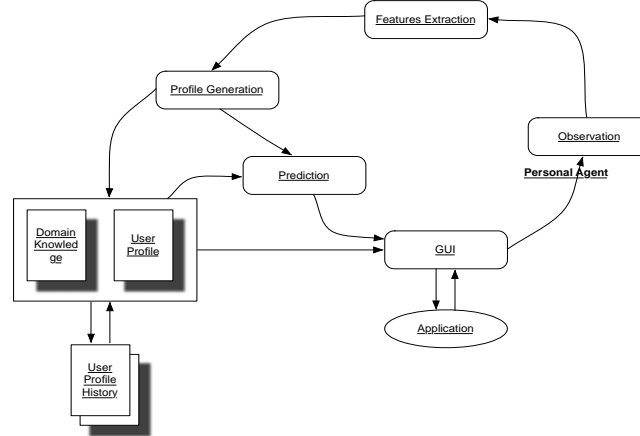 Features Extraction
Profile Generation
Observation
Personal Agent
Prediction
Domain
Knowled
ge
User
Profile
GUI
Application
User
Profile
History